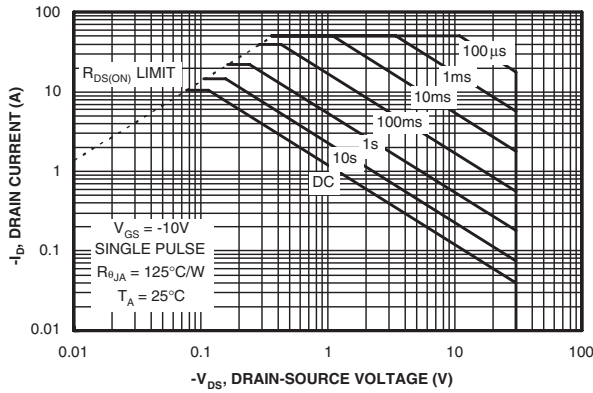 100
10
1
0.1
0.01
-I_D, DRAIN CURRENT (A)
R_DS(ON) LIMIT
100µs
1ms
10ms
100ms
1s
10s
DC
V_GS = -10V
SINGLE PULSE
R_θJA = 125°C/W
T_A = 25°C
0.01
0.1
1
10
100
-V_DS, DRAIN-SOURCE VOLTAGE (V)